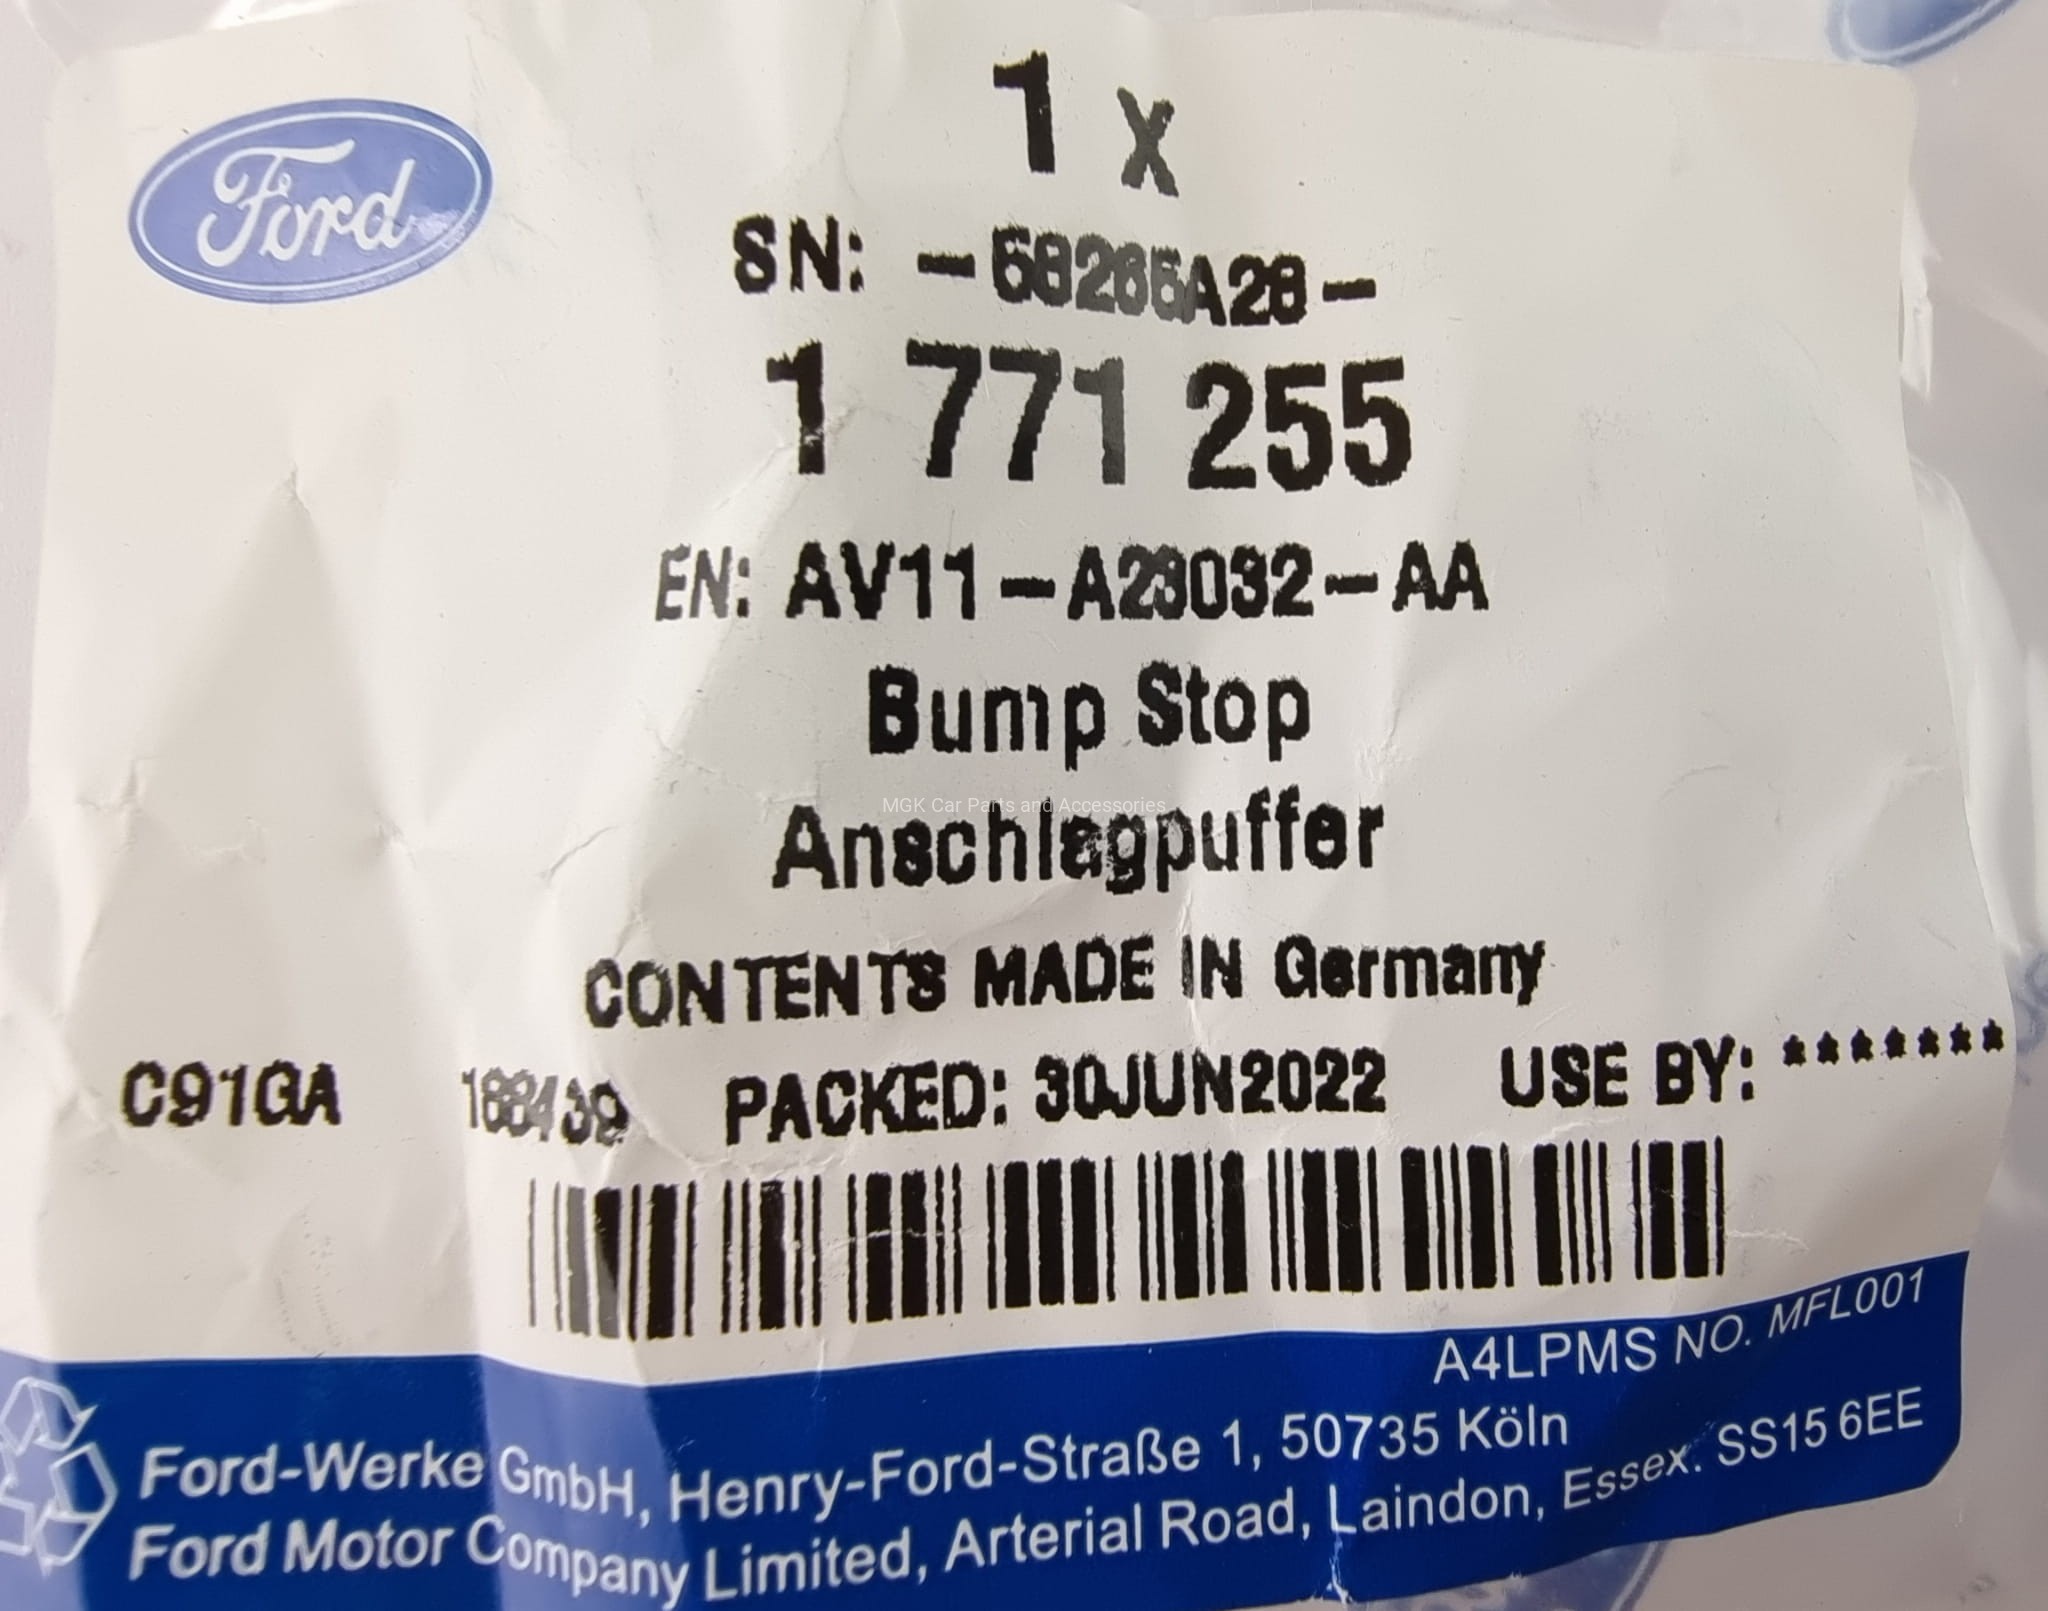 Ford
1 x
SN: -68265A28-
1 771 255
EN: AV11-A23032-AA
Bump Stop
MGK Car Parts and Accessories
Anschlagpuffer
CONTENTS MADE IN Germany
C91GA PACKED: 30JUN2022 USE BY: *******
A4LPMS NO. MFL001
Ford-Werke GmbH, Henry-Ford-Straße 1, 50735 Köln
Ford Motor Company Limited, Arterial Road, Laindon, Essex. SS15 6EE